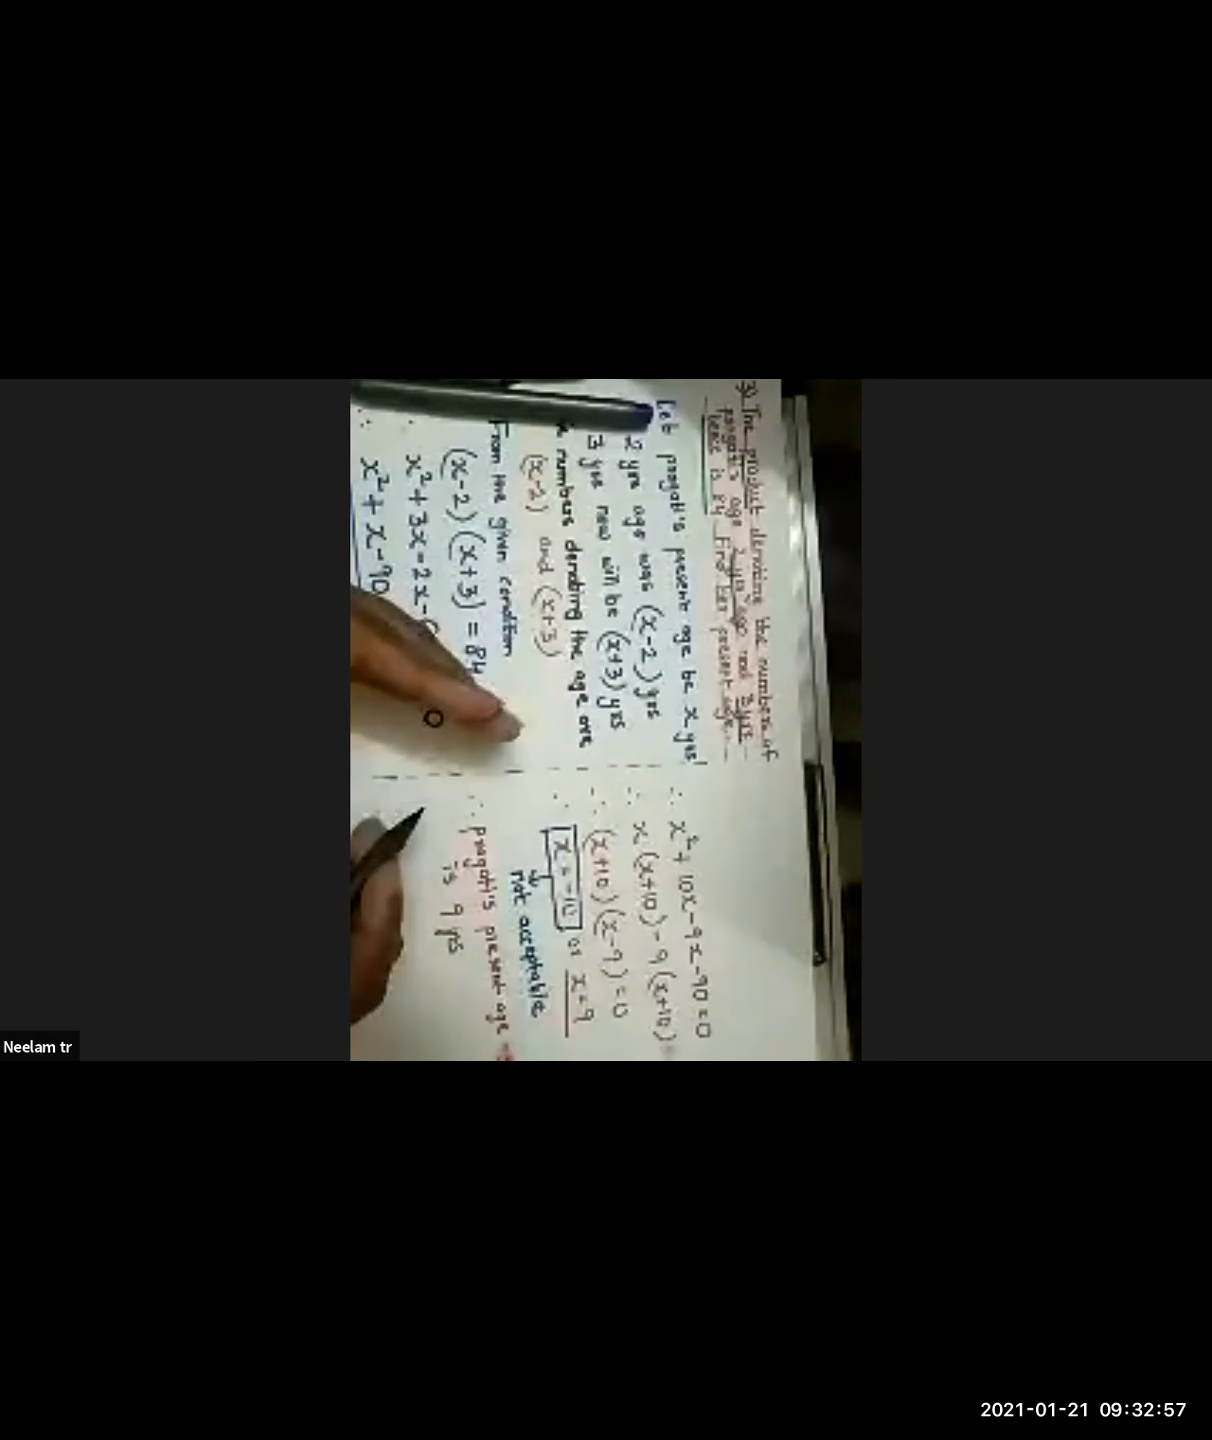 3) The product denoting the numbers of
pragati's age 2 yrs ago and 3 yrs
hence is 84. Find her present age.
Let pragati's present age be x yrs
2 yrs ago was (x-2) yrs
3 yrs now will be (x+3) yrs
numbers denoting the age are
(x-2) and (x+3)
From the given condition
(x-2) (x+3) = 84
∴ x² + 3x - 2x -
∴ x² + x - 90
∴ x² + 10x - 9x - 90 = 0
∴ x (x+10) - 9 (x+10) =
∴ (x+10) (x-9) = 0
∴ x = -10 or x = 9
not acceptable
∴ pragati's present age
is 9 yrs
Neelam tr
2021-01-21 09:32:57